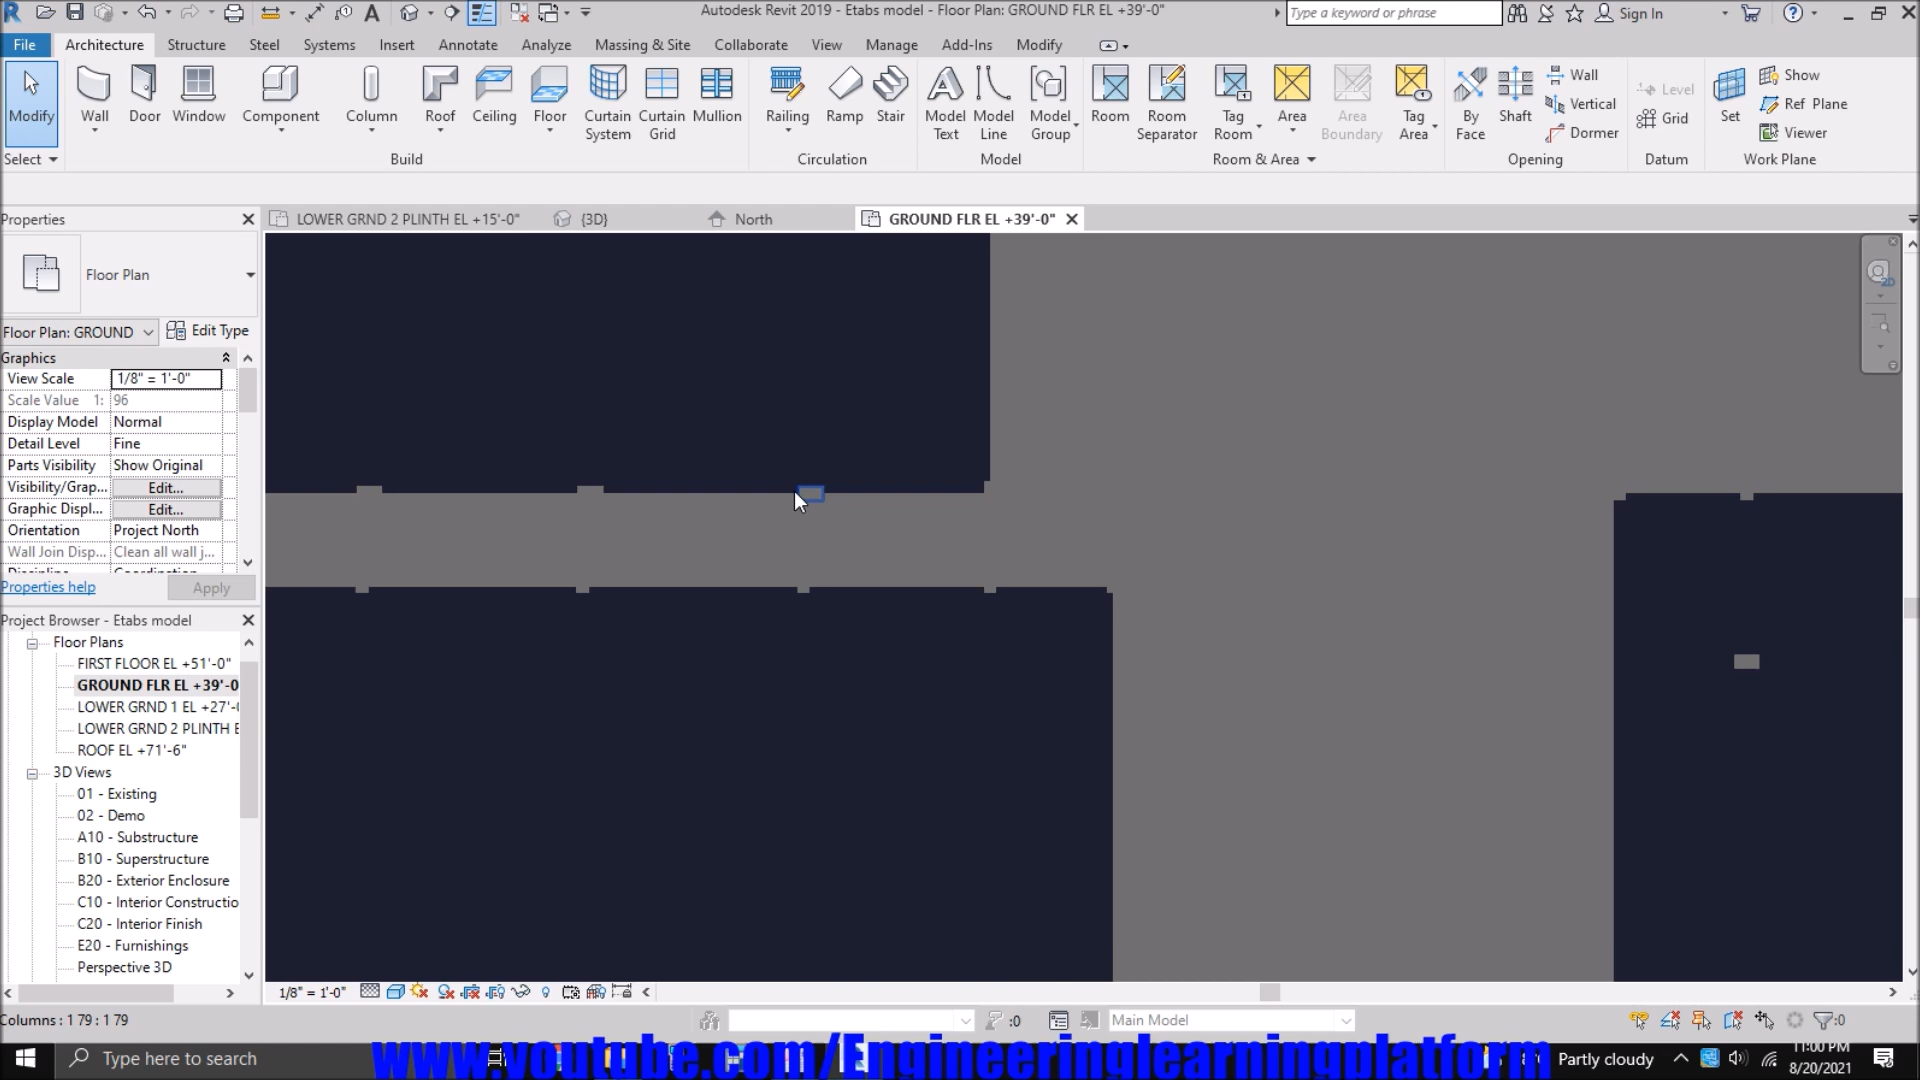 Autodesk Revit 2019 - Etabs model - Floor Plan: GROUND FLR EL +39'-0"
Type a keyword or phrase
Sign In
File Architecture Structure Steel Systems Insert Annotate Analyze Massing & Site Collaborate View Manage Add-Ins Modify
Modify Wall Door Window Component Column Roof Ceiling Floor Curtain System Curtain Grid Mullion Railing Ramp Stair Model Text Model Line Model Group Room Room Separator Tag Room Area Area Boundary Tag Area By Face Shaft Wall Vertical Dormer Level Grid Set Show Ref Plane Viewer
Select Build Circulation Model Room & Area Opening Datum Work Plane
Properties
LOWER GRND 2 PLINTH EL +15'-0" {3D} North GROUND FLR EL +39'-0"
Floor Plan
Floor Plan: GROUND Edit Type
Graphics
View Scale 1/8" = 1'-0"
Scale Value 1: 96
Display Model Normal
Detail Level Fine
Parts Visibility Show Original
Visibility/Grap... Edit...
Graphic Displ... Edit...
Orientation Project North
Wall Join Disp... Clean all wall j...
Properties help Apply
Project Browser - Etabs model
Floor Plans
FIRST FLOOR EL +51'-0"
GROUND FLR EL +39'-0
LOWER GRND 1 EL +27'-
LOWER GRND 2 PLINTH E
ROOF EL +71'-6"
3D Views
01 - Existing
02 - Demo
A10 - Substructure
B10 - Superstructure
B20 - Exterior Enclosure
C10 - Interior Constructio
C20 - Interior Finish
E20 - Furnishings
Perspective 3D
1/8" = 1'-0"
Columns : 1 79 : 1 79
:0
Main Model
:0
Type here to search
www.youtube.com/Engineeringlearningplatform
Partly cloudy
11:00 PM
8/20/2021